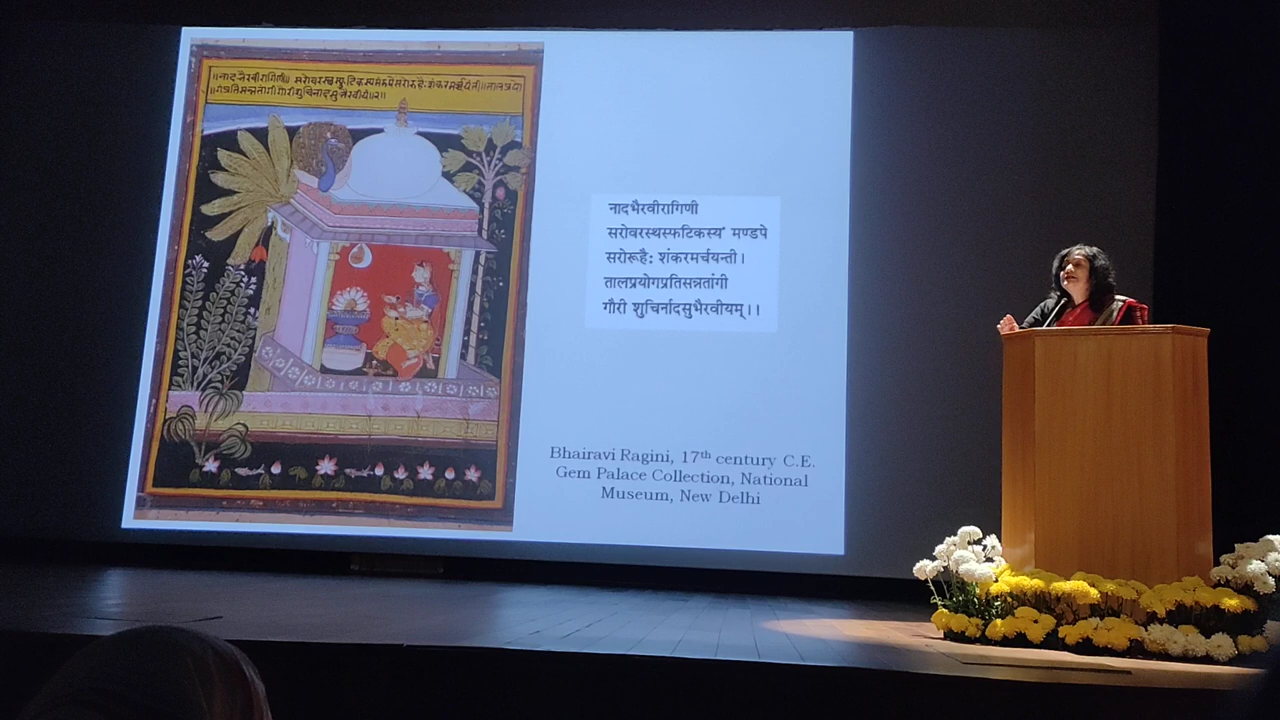 नादभैरवीरागिणी
सरोवरस्थस्फटिकस्य मण्डपे
सरोरूहैः शंकरमर्चयन्ती।
तालप्रयोगप्रतिसन्नतांगी
गौरी शुचिर्नादसुभैरवीयम्।।
Bhairavi Ragini, 17th century C.E.
Gem Palace Collection, National
Museum, New Delhi